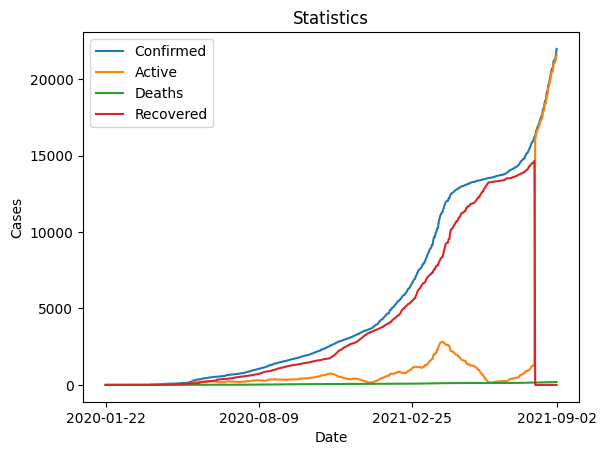 Statistics
Confirmed
Active
Deaths
Recovered
20000
15000
10000
5000
0
Cases
2020-01-22
2020-08-09
2021-02-25
2021-09-02
Date